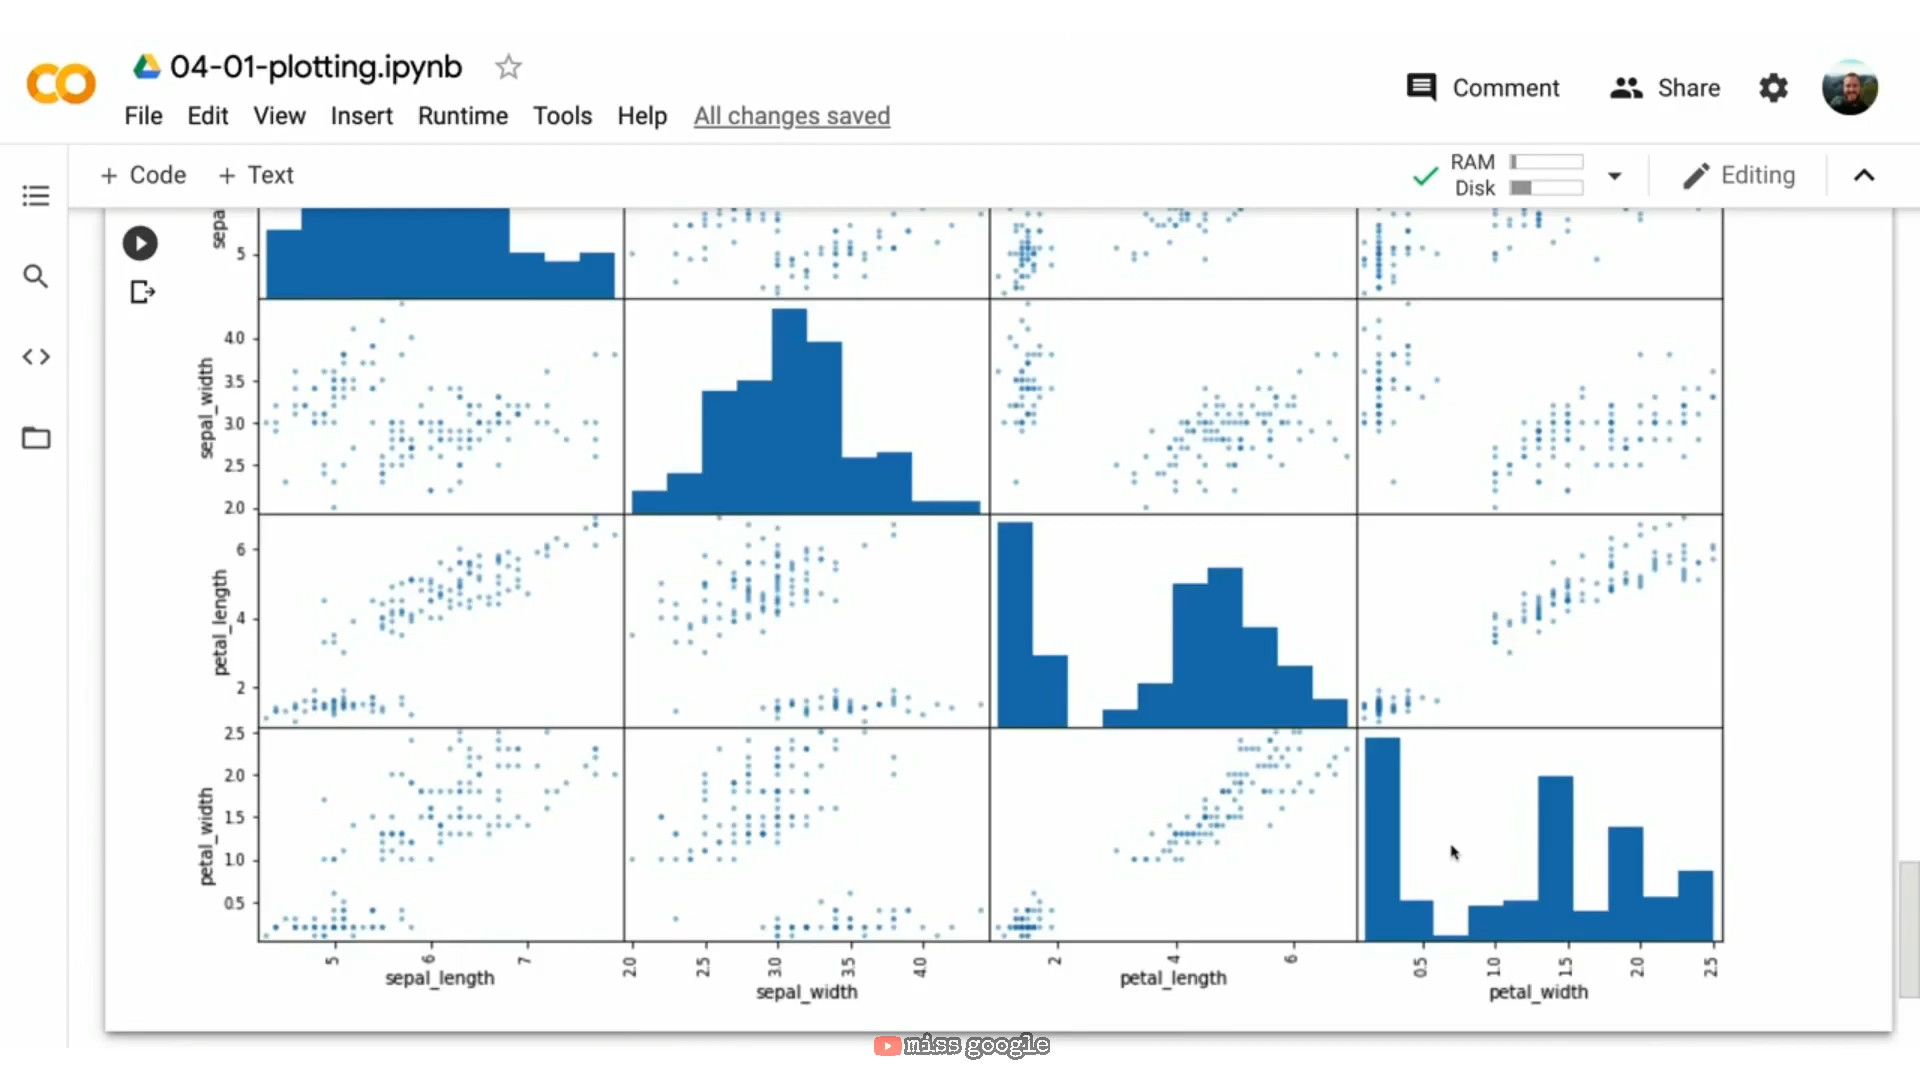 04-01-plotting.ipynb
Comment
Share
File Edit View Insert Runtime Tools Help All changes saved
+ Code + Text
RAM
Disk
Editing
sepa
5
sepal_width
4.0
3.5
3.0
2.5
2.0
petal_length
6
4
2
petal_width
2.5
2.0
1.5
1.0
0.5
5 6 7 2.0 2.5 3.0 3.5 4.0 2 4 6 0.5 1.0 1.5 2.0 2.5
sepal_length sepal_width petal_length petal_width
miss google